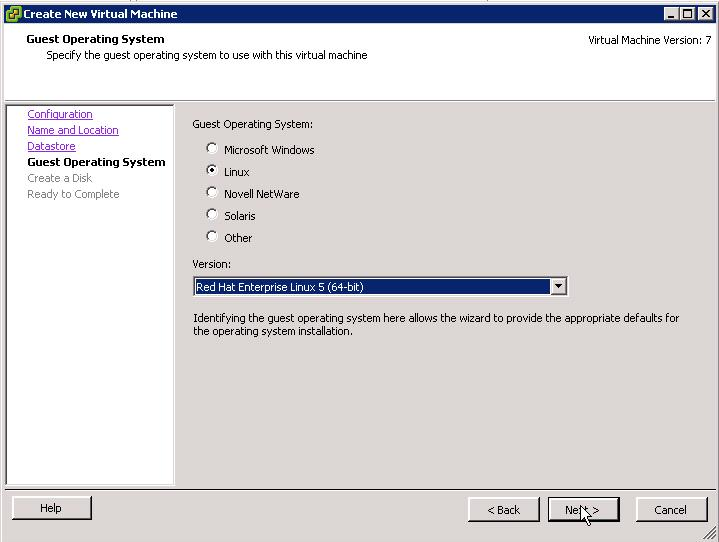 Create New Virtual Machine
Guest Operating System
Specify the guest operating system to use with this virtual machine
Virtual Machine Version: 7
Configuration
Name and Location
Datastore
Guest Operating System
Create a Disk
Ready to Complete
Guest Operating System:
Microsoft Windows
Linux
Novell NetWare
Solaris
Other
Version:
Red Hat Enterprise Linux 5 (64-bit)
Identifying the guest operating system here allows the wizard to provide the appropriate defaults for
the operating system installation.
Help
< Back
Next >
Cancel